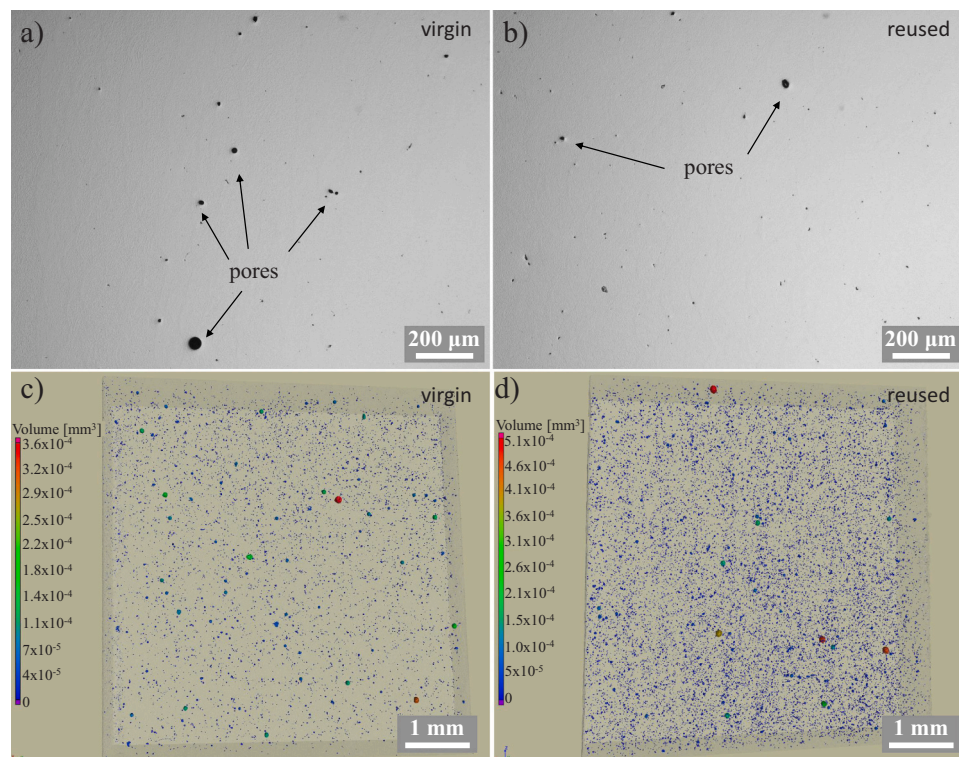 a)
virgin
pores
200 μm
b)
reused
pores
200 μm
c)
virgin
Volume [mm³]
3.6x10⁻⁴
3.2x10⁻⁴
2.9x10⁻⁴
2.5x10⁻⁴
2.2x10⁻⁴
1.8x10⁻⁴
1.4x10⁻⁴
1.1x10⁻⁴
7x10⁻⁵
4x10⁻⁵
0
1 mm
d)
reused
Volume [mm³]
5.1x10⁻⁴
4.6x10⁻⁴
4.1x10⁻⁴
3.6x10⁻⁴
3.1x10⁻⁴
2.6x10⁻⁴
2.1x10⁻⁴
1.5x10⁻⁴
1.0x10⁻⁴
5x10⁻⁵
0
1 mm